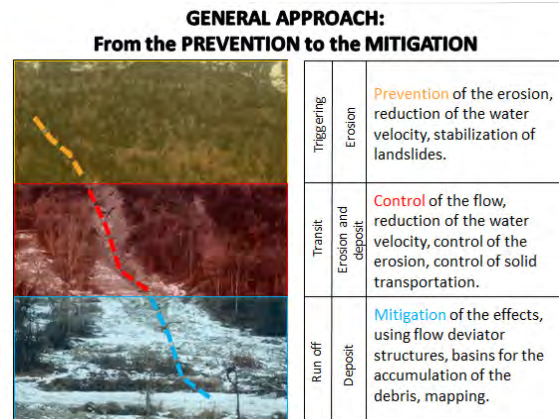 GENERAL APPROACH:
From the PREVENTION to the MITIGATION
Triggering
Erosion
Prevention of the erosion,
reduction of the water
velocity, stabilization of
landslides.
Transit
Erosion and
deposit
Control of the flow,
reduction of the water
velocity, control of the
erosion, control of solid
transportation.
Run off
Deposit
Mitigation of the effects,
using flow deviator
structures, basins for the
accumulation of the
debris, mapping.